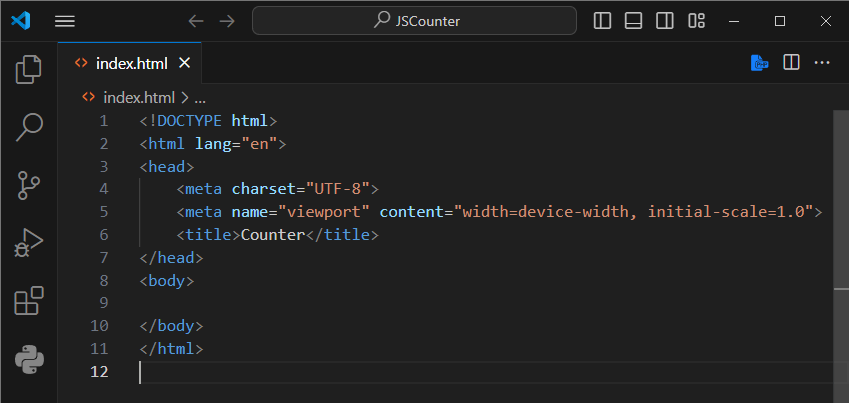 JSCounter
index.html
index.html > ...
1 <!DOCTYPE html>
2 <html lang="en">
3 <head>
4     <meta charset="UTF-8">
5     <meta name="viewport" content="width=device-width, initial-scale=1.0">
6     <title>Counter</title>
7 </head>
8 <body>
9
10 </body>
11 </html>
12